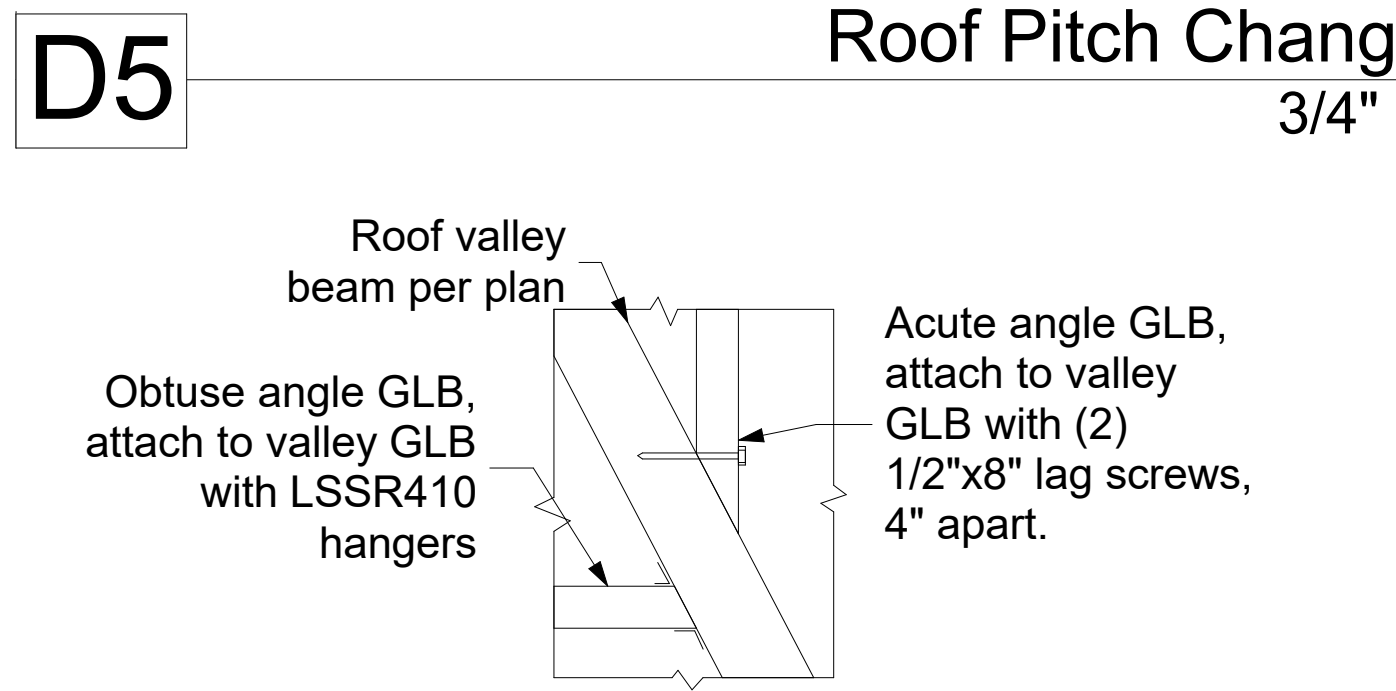 D5
Roof Pitch Chang
3/4"
Roof valley
beam per plan
Obtuse angle GLB,
attach to valley GLB
with LSSR410
hangers
Acute angle GLB,
attach to valley
GLB with (2)
1/2"x8" lag screws,
4" apart.